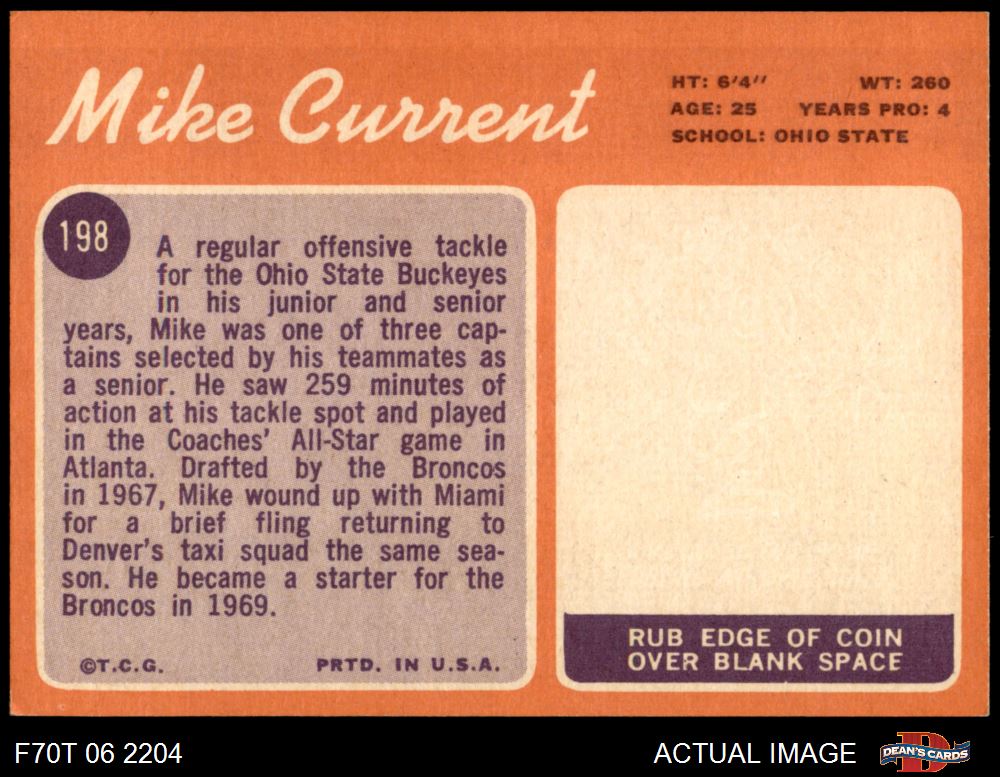 Mike Current
HT: 6'4"   WT: 260
AGE: 25   YEARS PRO: 4
SCHOOL: OHIO STATE
198
A regular offensive tackle
for the Ohio State Buckeyes
in his junior and senior
years, Mike was one of three cap-
tains selected by his teammates as
a senior. He saw 259 minutes of
action at his tackle spot and played
in the Coaches' All-Star game in
Atlanta. Drafted by the Broncos
in 1967, Mike wound up with Miami
for a brief fling returning to
Denver's taxi squad the same sea-
son. He became a starter for the
Broncos in 1969.
©T.C.G.   PRTD. IN U.S.A.
RUB EDGE OF COIN
OVER BLANK SPACE
F70T 06 2204   ACTUAL IMAGE
DEAN'S CARDS